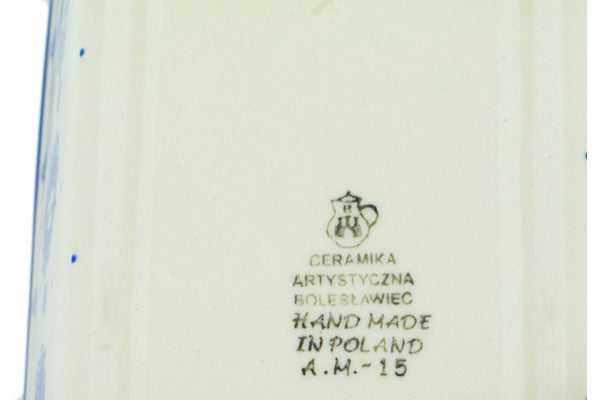 CERAMIKA
ARTYSTYCZNA
BOLESŁAWIEC
HAND MADE
IN POLAND
A.M.-15